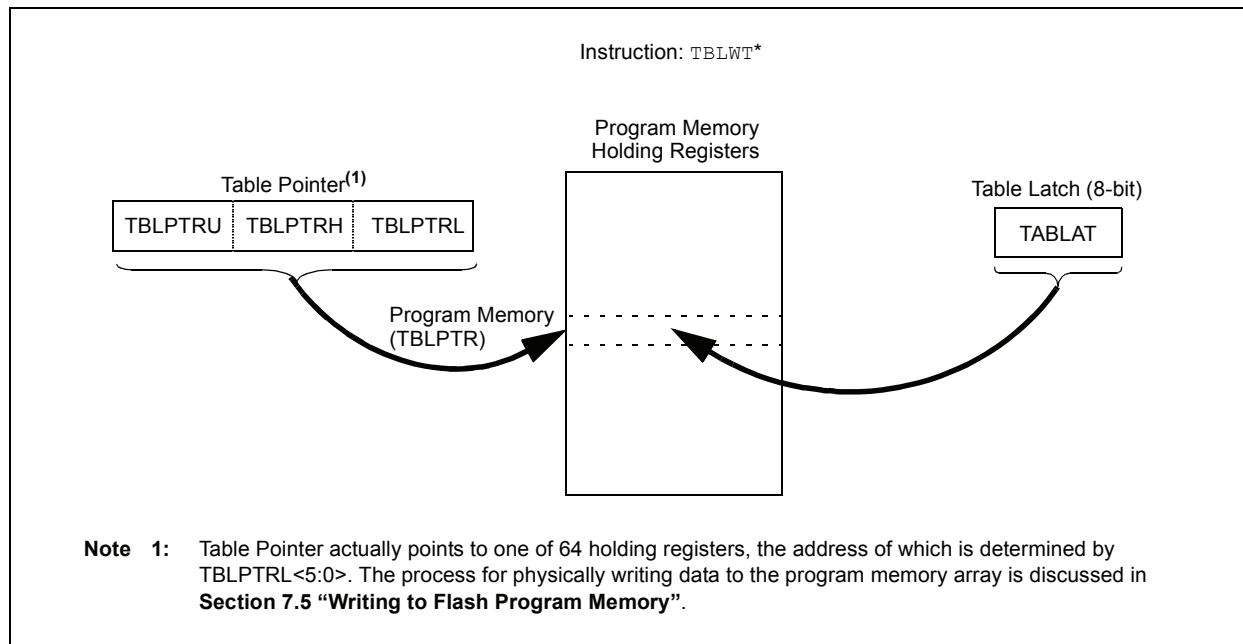 Instruction: TBLWT*
Program Memory
Holding Registers
Table Pointer(1)
Table Latch (8-bit)
TBLPTRU TBLPTRH TBLPTRL
TABLAT
Program Memory
(TBLPTR)
Note 1: Table Pointer actually points to one of 64 holding registers, the address of which is determined by
TBLPTRL<5:0>. The process for physically writing data to the program memory array is discussed in
Section 7.5 “Writing to Flash Program Memory”.